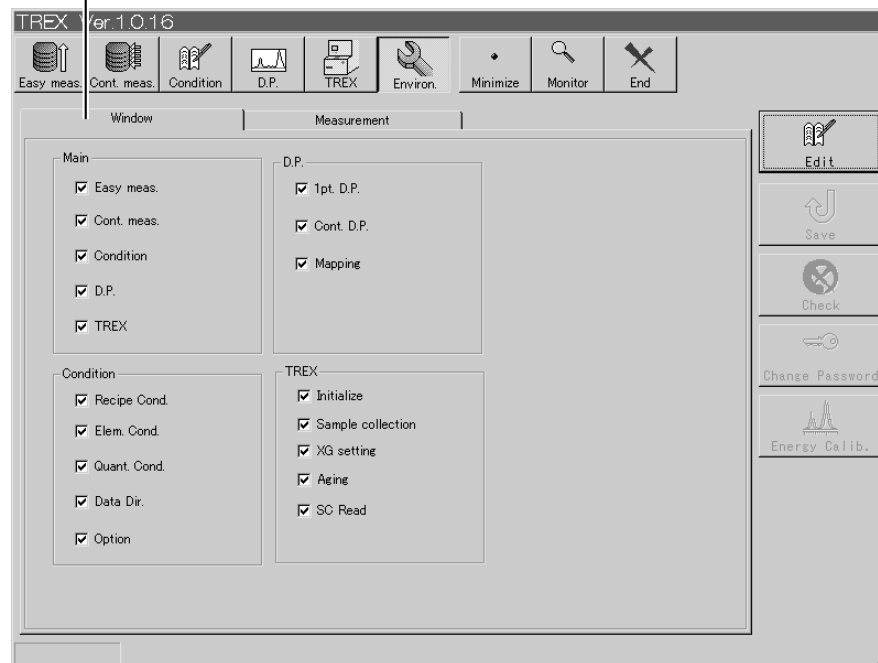 TREX Ver.1.0.16
Easy meas. Cont. meas. Condition D.P. TREX Environ. Minimize Monitor End
Window Measurement
Main
Easy meas.
Cont. meas.
Condition
D.P.
TREX
D.P.
1pt. D.P.
Cont. D.P.
Mapping
Condition
Recipe Cond.
Elem. Cond.
Quant. Cond.
Data Dir.
Option
TREX
Initialize
Sample collection
XG setting
Aging
SC Read
Edit
Save
Check
Change Password
Energy Calib.